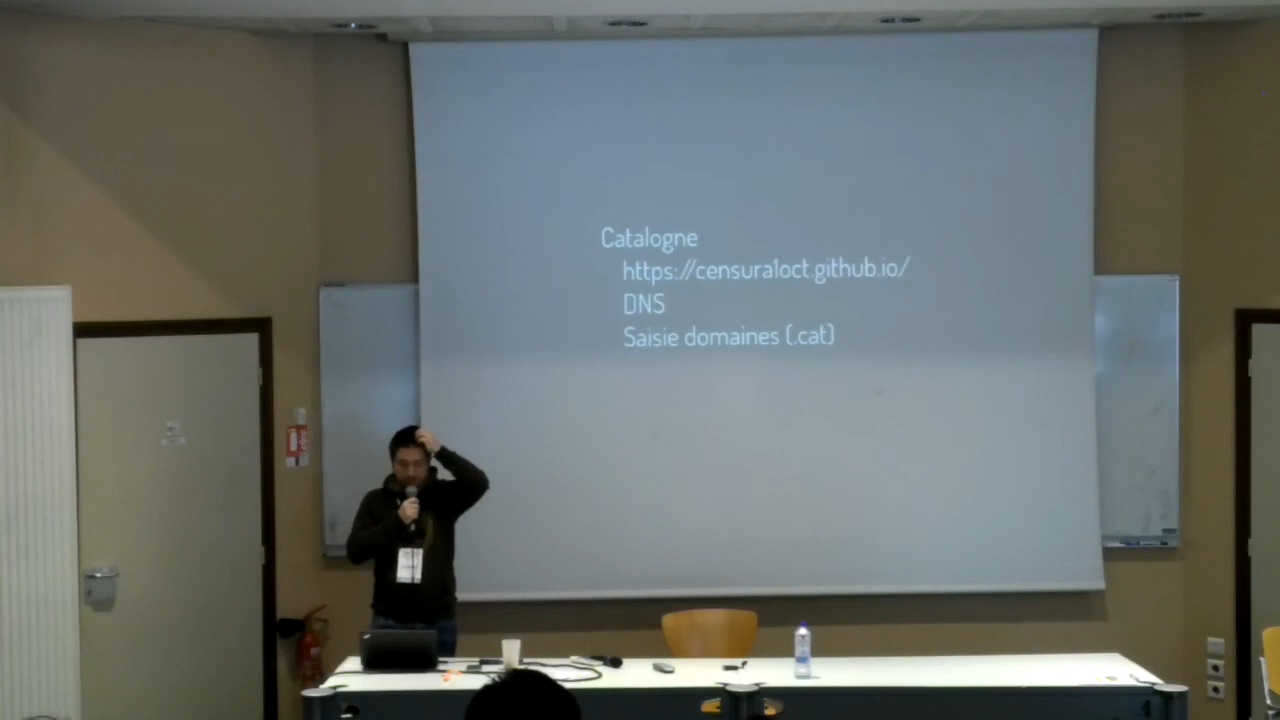 Catalogne
https://censura1oct.github.io/
DNS
Saisie domaines (.cat)